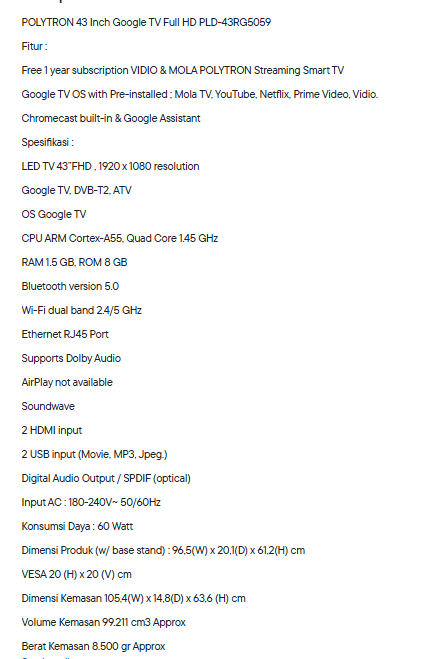 POLYTRON 43 Inch Google TV Full HD PLD-43RG5059
Fitur :
Free 1 year subscription VIDIO & MOLA POLYTRON Streaming Smart TV
Google TV OS with Pre-installed ; Mola TV, YouTube, Netflix, Prime Video, Vidio.
Chromecast built-in & Google Assistant
Spesifikasi :
LED TV 43"FHD , 1920 x 1080 resolution
Google TV, DVB-T2, ATV
OS Google TV
CPU ARM Cortex-A55, Quad Core 1.45 GHz
RAM 1.5 GB, ROM 8 GB
Bluetooth version 5.0
Wi-Fi dual band 2.4/5 GHz
Ethernet RJ45 Port
Supports Dolby Audio
AirPlay not available
Soundwave
2 HDMI input
2 USB input (Movie, MP3, Jpeg.)
Digital Audio Output / SPDIF (optical)
Input AC : 180-240V~ 50/60Hz
Konsumsi Daya : 60 Watt
Dimensi Produk (w/ base stand) : 96,5(W) x 20,1(D) x 61,2(H) cm
VESA 20 (H) x 20 (V) cm
Dimensi Kemasan 105,4(W) x 14,8(D) x 63,6 (H) cm
Volume Kemasan 99.211 cm3 Approx
Berat Kemasan 8.500 gr Approx